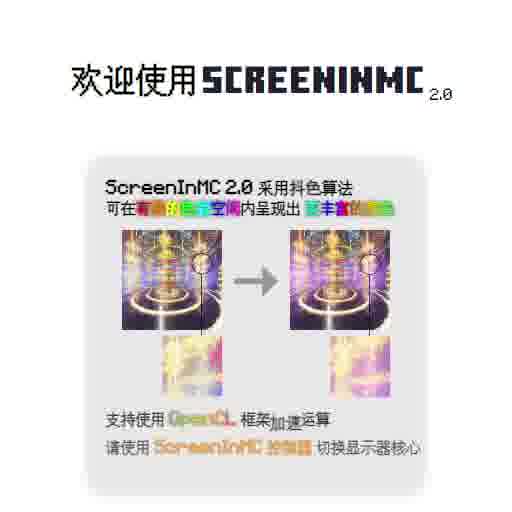 欢迎使用 SCREENINMC 2.0
ScreenInMC 2.0 采用抖色算法
可在有限的色彩空间内呈现出 更丰富的颜色
支持使用 OpenCL 框架加速运算
请使用 ScreenInMC 控制器 切换显示器核心